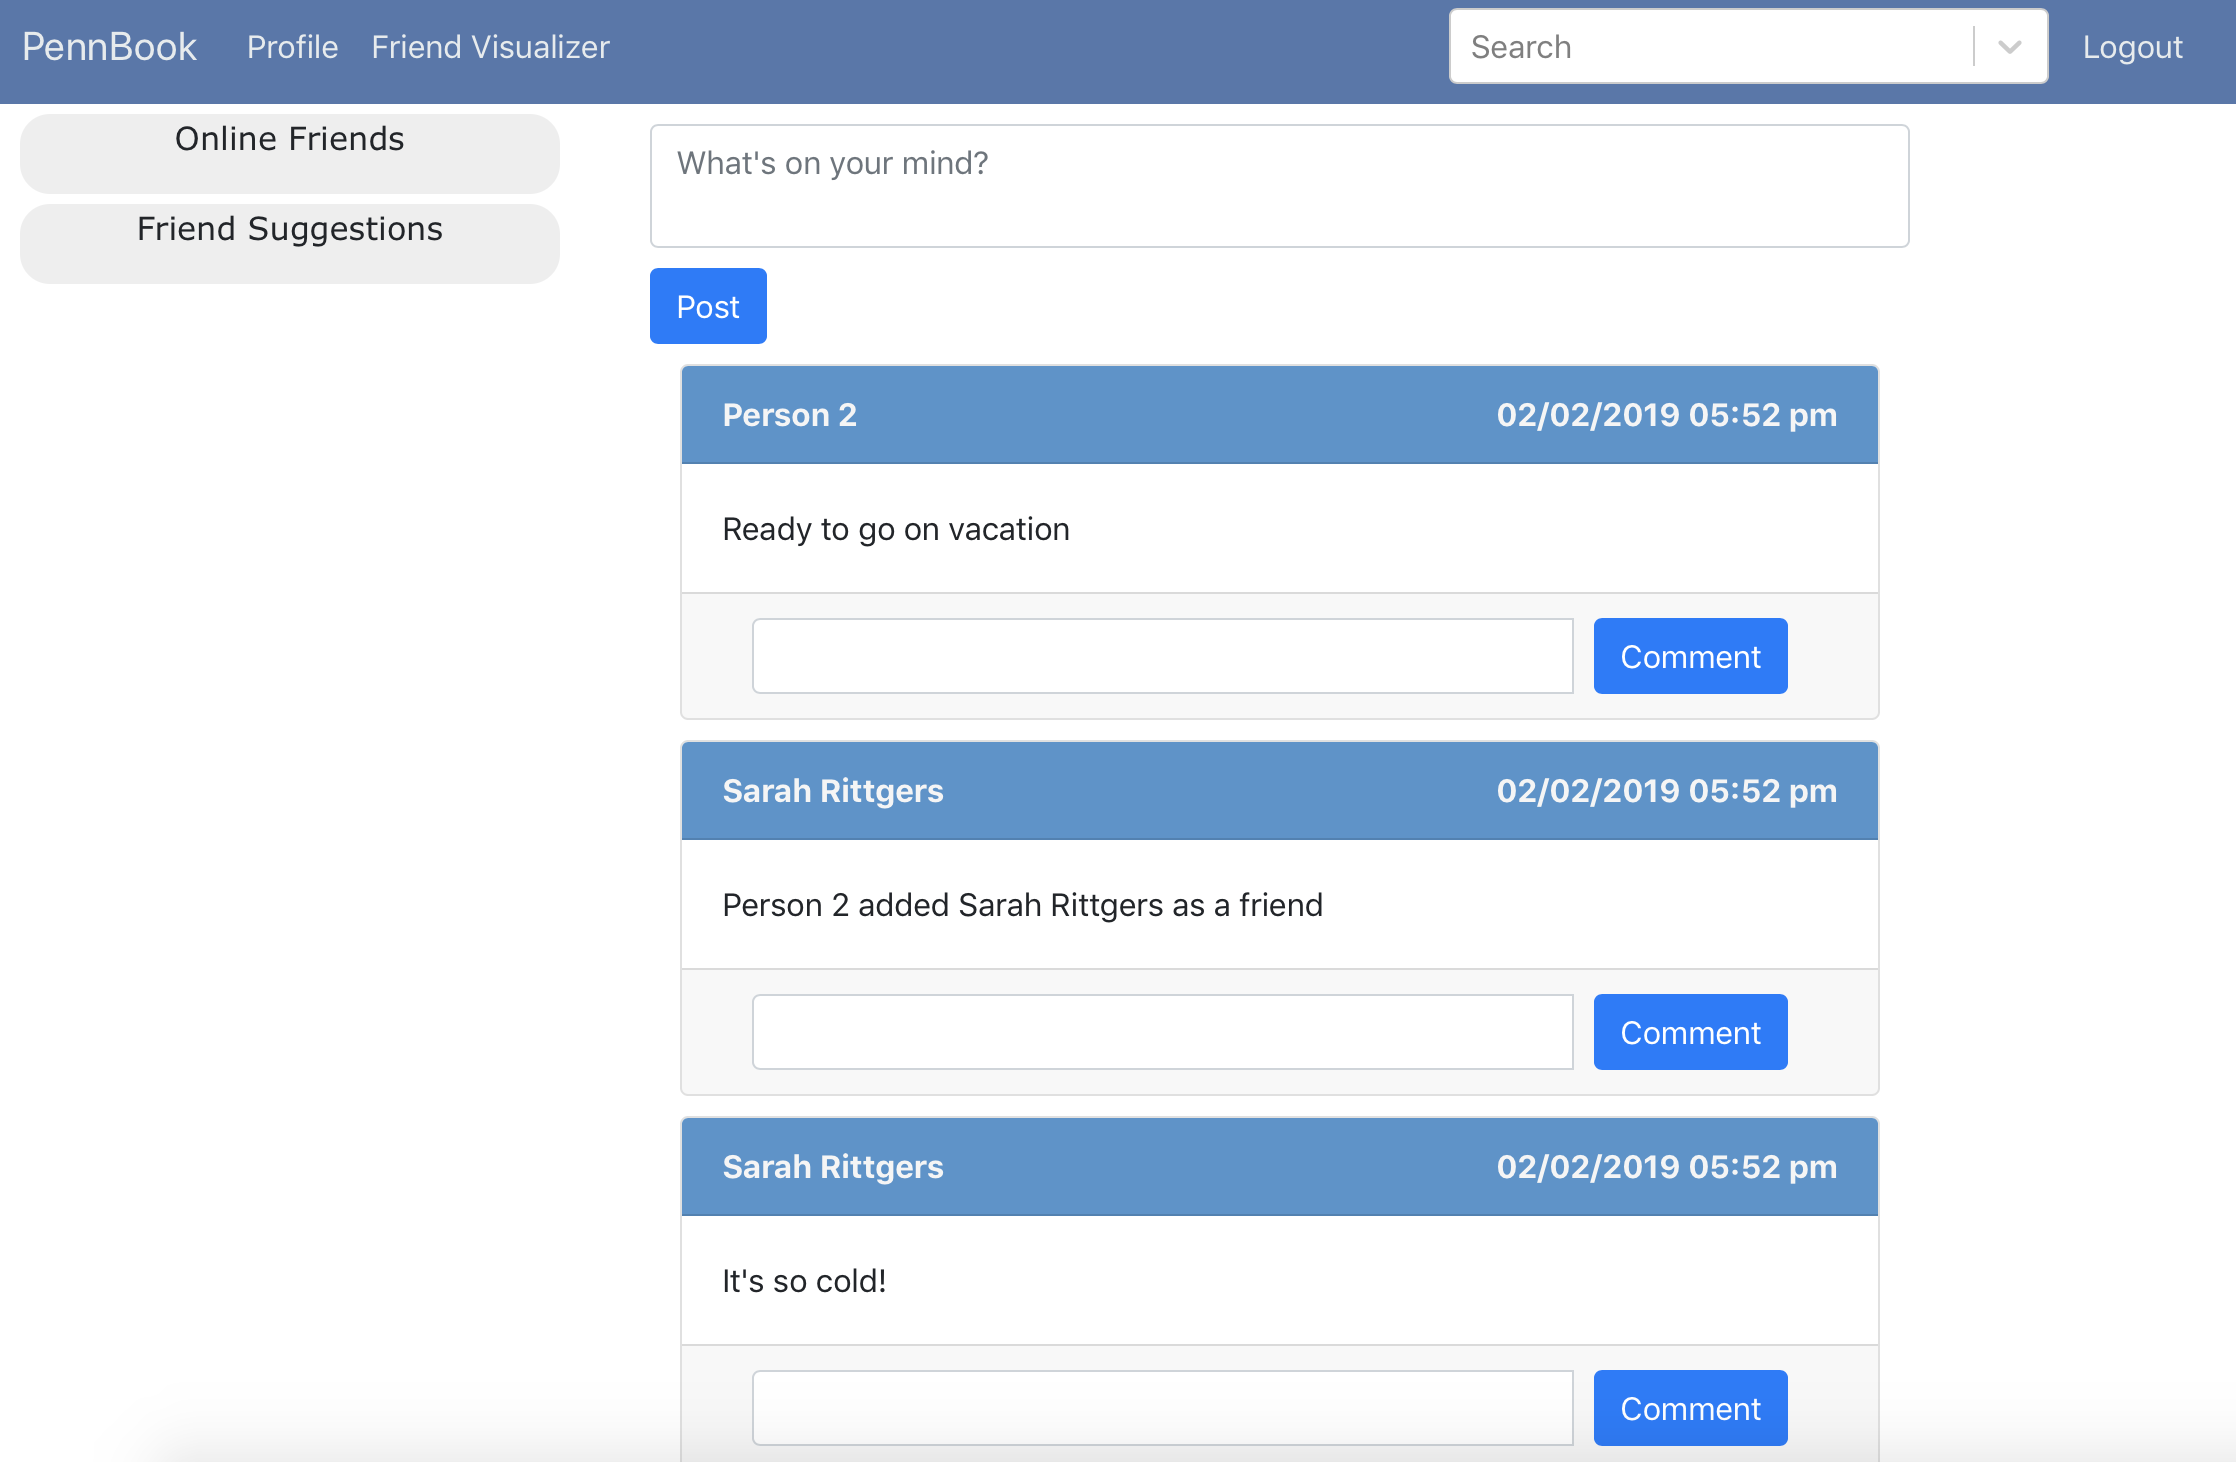 PennBook Profile Friend Visualizer Search Logout
Online Friends
Friend Suggestions
What's on your mind?
Post
Person 2 02/02/2019 05:52 pm
Ready to go on vacation
Comment
Sarah Rittgers 02/02/2019 05:52 pm
Person 2 added Sarah Rittgers as a friend
Comment
Sarah Rittgers 02/02/2019 05:52 pm
It's so cold!
Comment